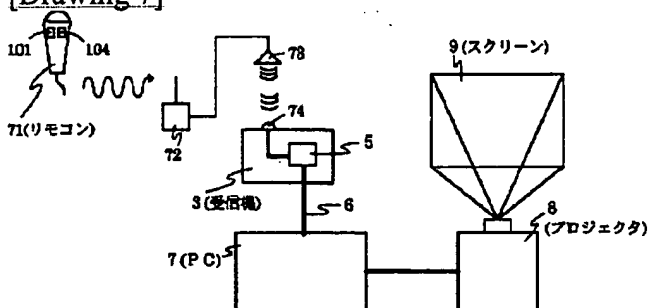 [Drawing 7]
101
104
73
9(スクリーン)
74
71(リモコン)
72
5
3(受信機)
6
8
(プロジェクタ)
7(PC)